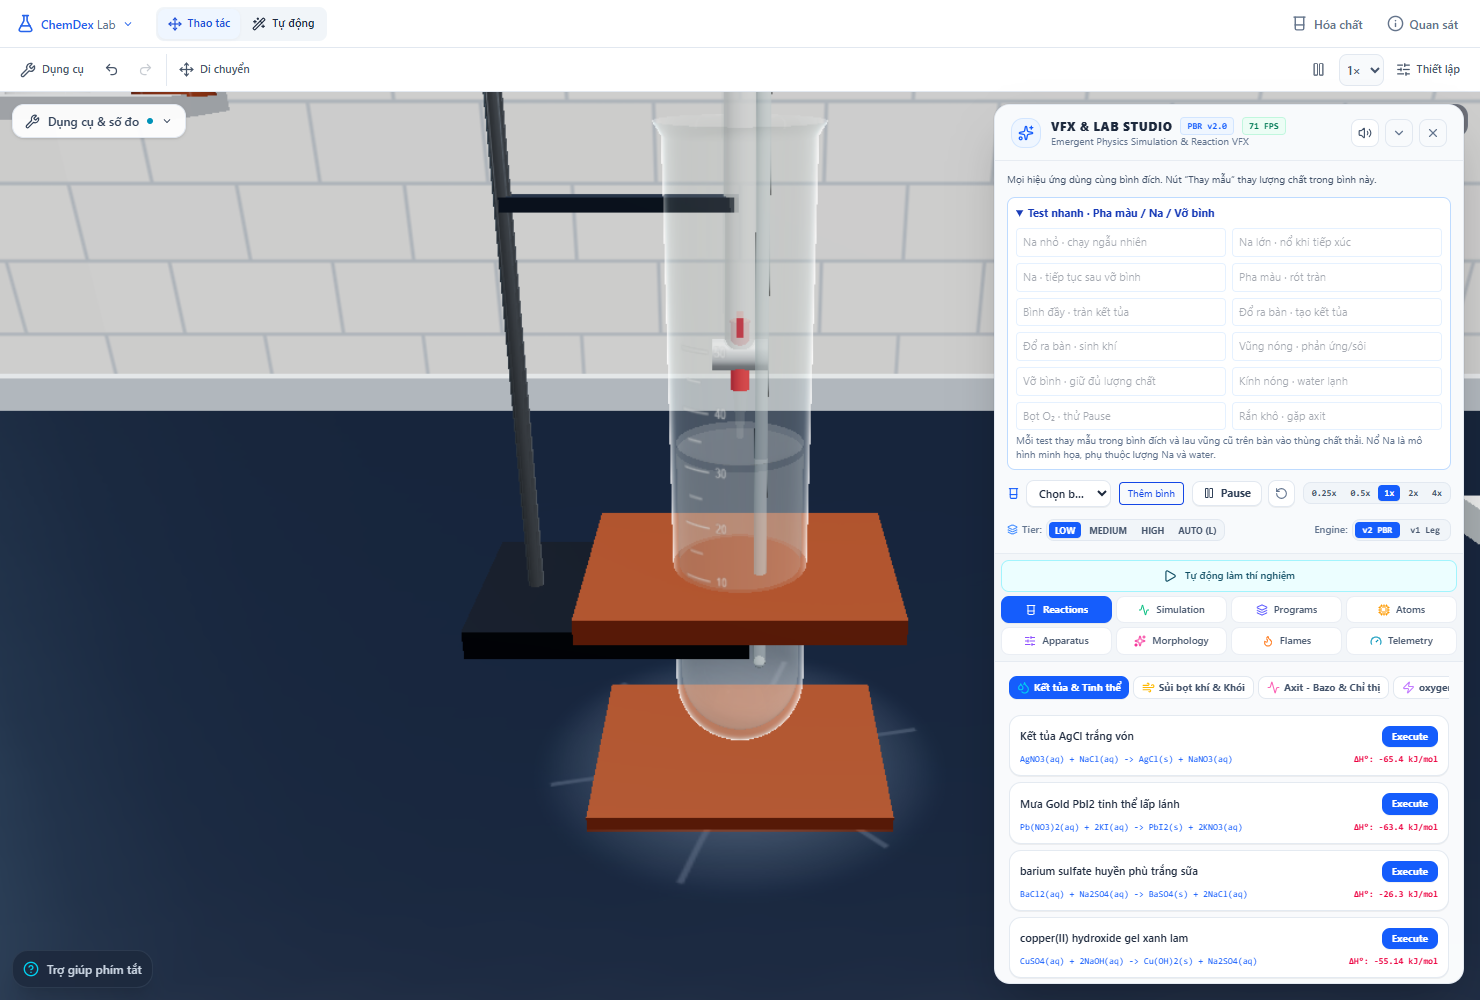 ChemDex Lab
Thao tác
Tự động
Hóa chất
Quan sát
Dụng cụ
Di chuyển
1×
Thiết lập
Dụng cụ & số đo
VFX & LAB STUDIO
PBR v2.0
71 FPS
Emergent Physics Simulation & Reaction VFX
Mọi hiệu ứng dùng cùng bình đích. Nút "Thay mẫu" thay lượng chất trong bình này.
Test nhanh · Pha màu / Na / Vỡ bình
Na nhỏ · chạy ngẫu nhiên
Na lớn · nổ khi tiếp xúc
Na · tiếp tục sau vỡ bình
Pha màu · rót tràn
Bình đầy · tràn kết tủa
Đổ ra bàn · tạo kết tủa
Đổ ra bàn · sinh khí
Vũng nóng · phản ứng/sôi
Vỡ bình · giữ đủ lượng chất
Kính nóng · water lạnh
Bọt O₂ · thử Pause
Rắn khô · gặp axit
Mỗi test thay mẫu trong bình đích và lau vũng cũ trên bàn vào thùng chất thải. Nổ Na là mô
hình minh họa, phụ thuộc lượng Na và water.
Chọn b...
Thêm bình
Pause
0.25x 0.5x 1x 2x 4x
Tier: LOW MEDIUM HIGH AUTO (L)
Engine: v2 PBR v1 Leg
Tự động làm thí nghiệm
Reactions
Simulation
Programs
Atoms
Apparatus
Morphology
Flames
Telemetry
Kết tủa & Tinh thể
Sủi bọt khí & Khói
Axit - Bazo & Chỉ thị
oxyge
Kết tủa AgCl trắng vón
Execute
AgNO3(aq) + NaCl(aq) -> AgCl(s) + NaNO3(aq)
ΔH°: -65.4 kJ/mol
Mưa Gold PbI2 tinh thể lấp lánh
Execute
Pb(NO3)2(aq) + 2KI(aq) -> PbI2(s) + 2KNO3(aq)
ΔH°: -63.4 kJ/mol
barium sulfate huyền phù trắng sữa
Execute
BaCl2(aq) + Na2SO4(aq) -> BaSO4(s) + 2NaCl(aq)
ΔH°: -26.3 kJ/mol
copper(II) hydroxide gel xanh lam
Execute
CuSO4(aq) + 2NaOH(aq) -> Cu(OH)2(s) + Na2SO4(aq)
ΔH°: -55.14 kJ/mol
40
30
20
10
Trợ giúp phím tắt